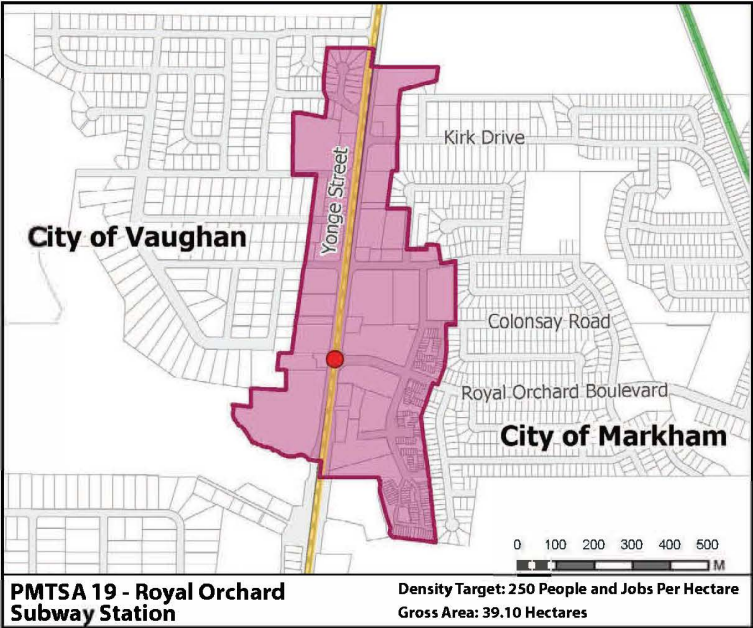 Kirk Drive
Yonge Street
City of Vaughan
Colonsay Road
Royal Orchard Boulevard
City of Markham
0 100 200 300 400 500
M
PMTSA 19 - Royal Orchard
Subway Station
Density Target: 250 People and Jobs Per Hectare
Gross Area: 39.10 Hectares